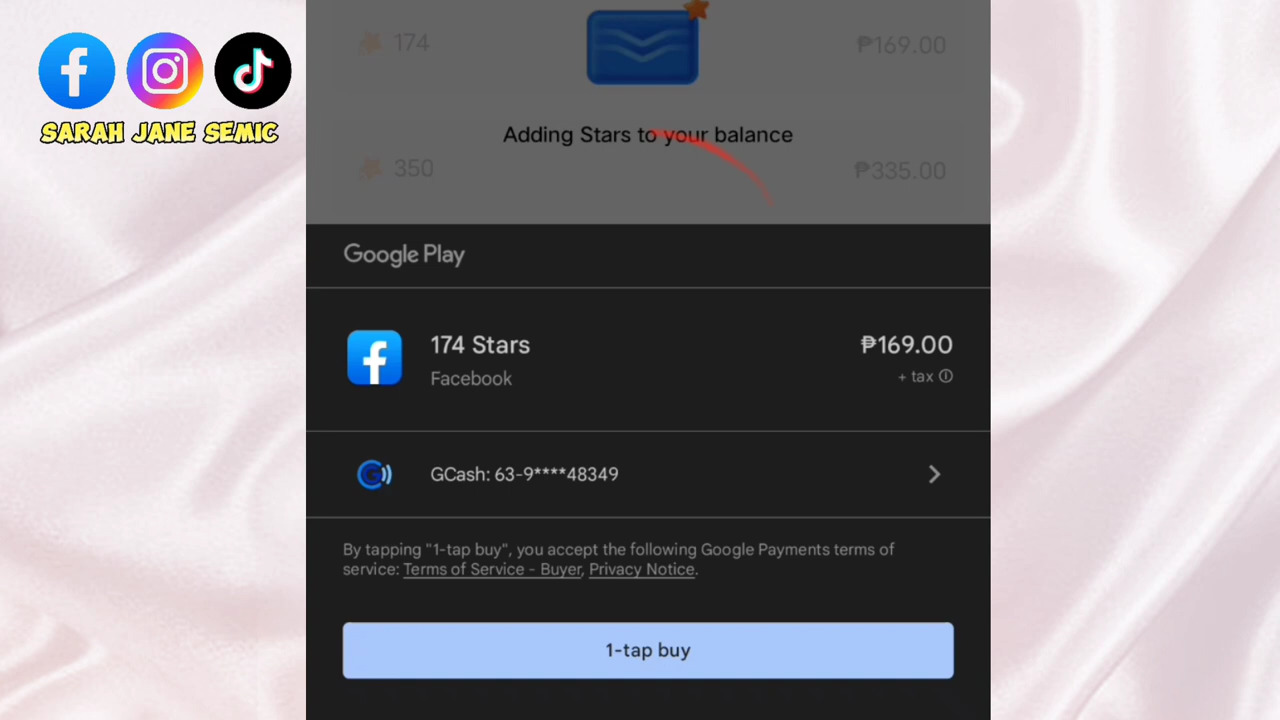 SARAH JANE SEMIC
174
₱169.00
Adding Stars to your balance
350
₱335.00
Google Play
174 Stars
₱169.00
Facebook
+ tax
GCash: 63-9****48349
By tapping "1-tap buy", you accept the following Google Payments terms of
service: Terms of Service - Buyer, Privacy Notice.
1-tap buy